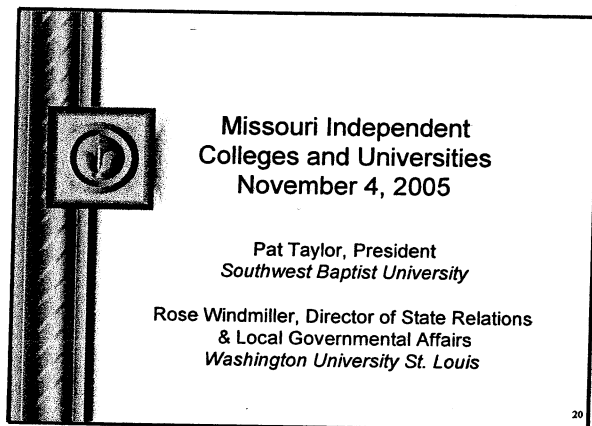 Missouri Independent
Colleges and Universities
November 4, 2005
Pat Taylor, President
Southwest Baptist University
Rose Windmiller, Director of State Relations
& Local Governmental Affairs
Washington University St. Louis
20